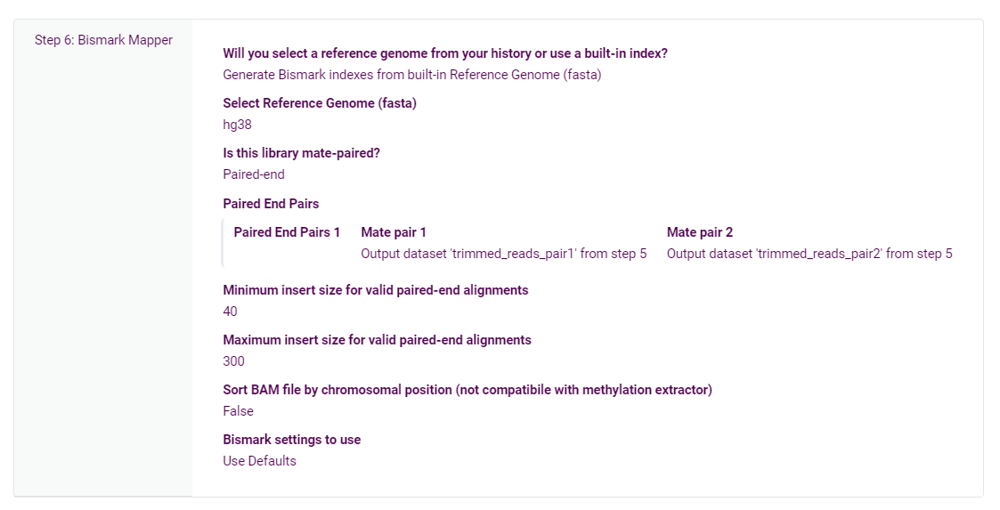 Step 6: Bismark Mapper
Will you select a reference genome from your history or use a built-in index?
Generate Bismark indexes from built-in Reference Genome (fasta)
Select Reference Genome (fasta)
hg38
Is this library mate-paired?
Paired-end
Paired End Pairs
Paired End Pairs 1 Mate pair 1 Mate pair 2
Output dataset 'trimmed_reads_pair1' from step 5 Output dataset 'trimmed_reads_pair2' from step 5
Minimum insert size for valid paired-end alignments
40
Maximum insert size for valid paired-end alignments
300
Sort BAM file by chromosomal position (not compatibile with methylation extractor)
False
Bismark settings to use
Use Defaults